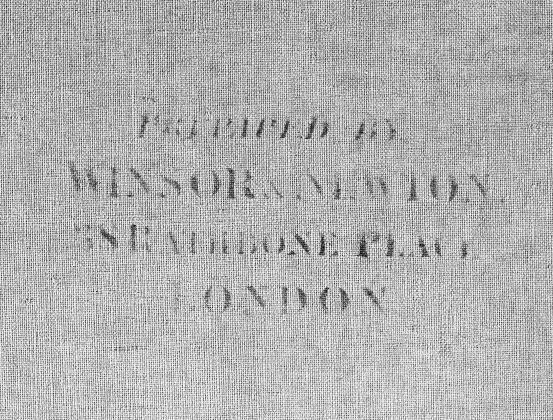 PREPARED BY
WINSOR & NEWTON.
38 RATHBONE PLACE
LONDON